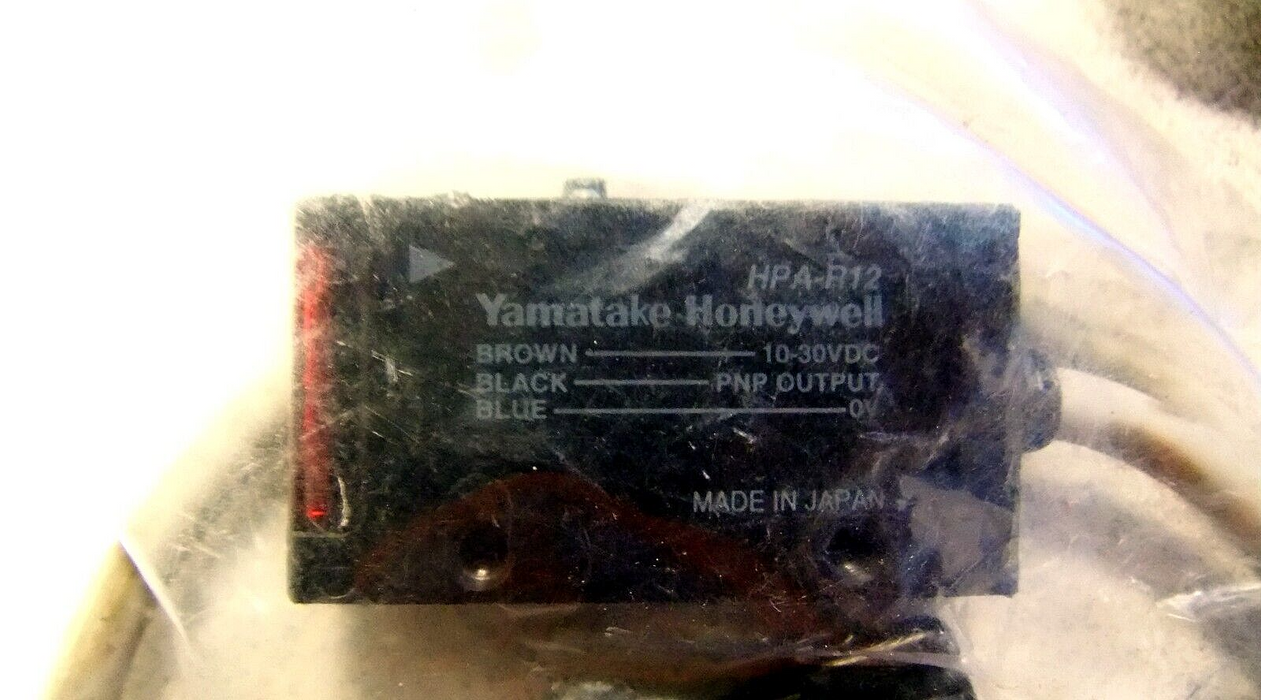 HPA-R12
Yamatake Honeywell
BROWN 10-30VDC
BLACK PNP OUTPUT
BLUE 0V
MADE IN JAPAN